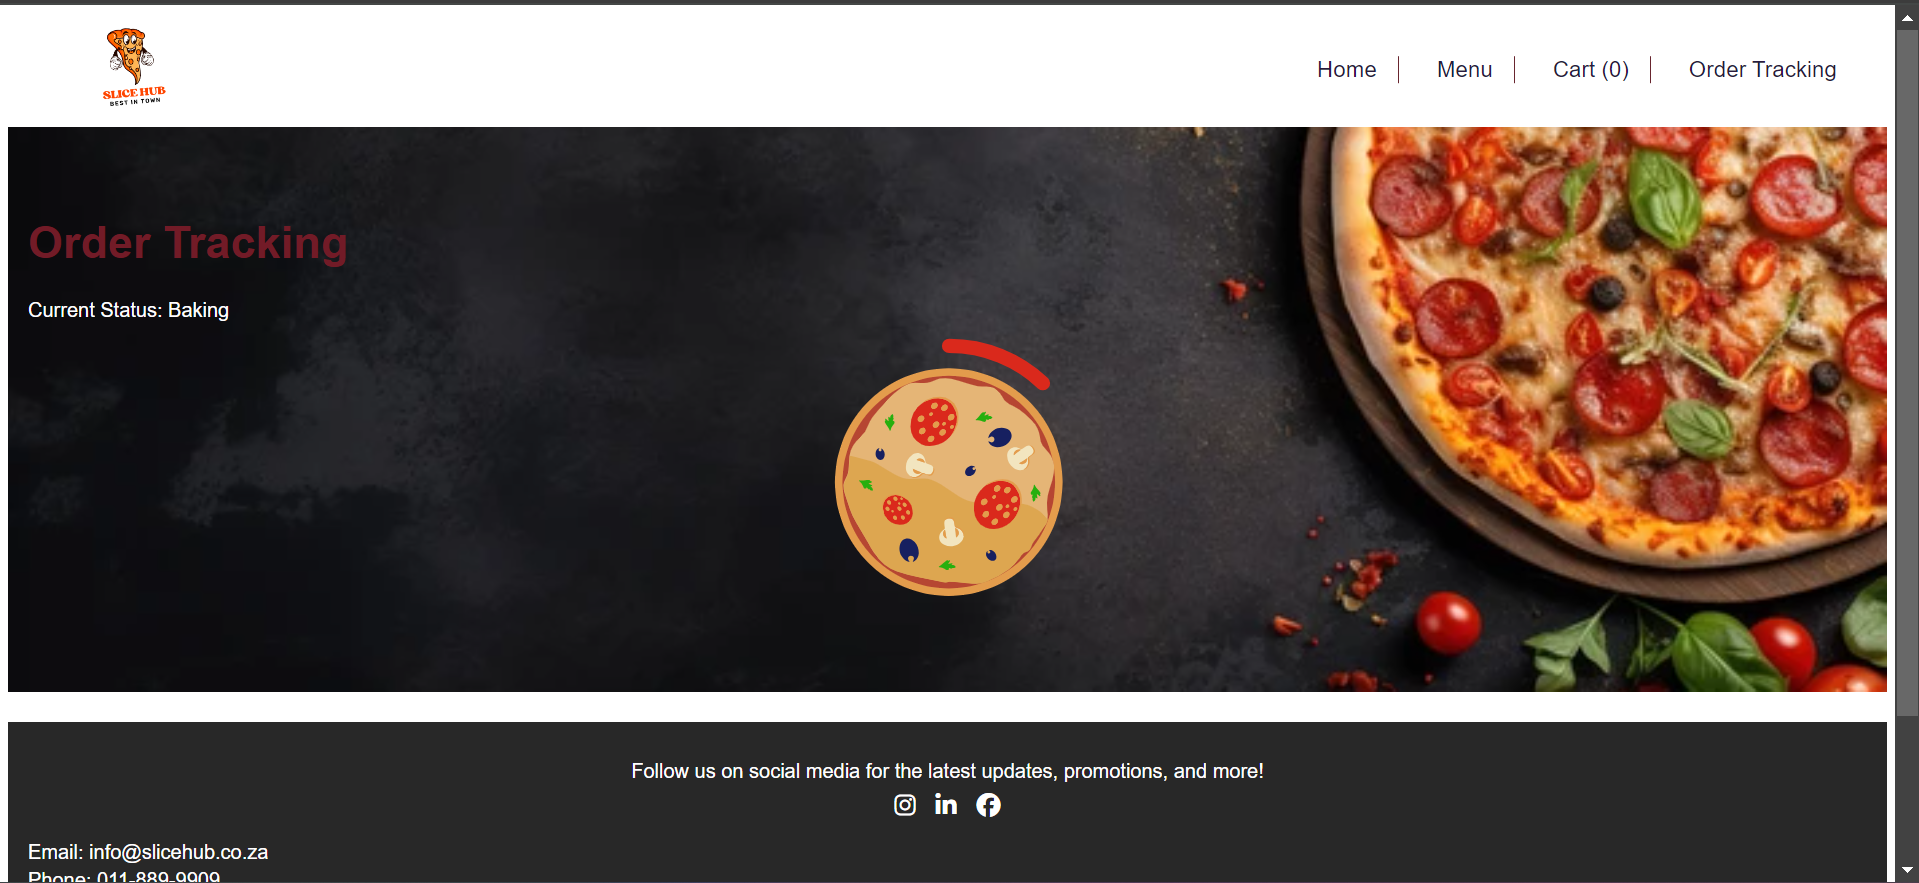 SLICE HUB
BEST IN TOWN
Home
Menu
Cart (0)
Order Tracking
Order Tracking
Current Status: Baking
Follow us on social media for the latest updates, promotions, and more!
in
Email: info@slicehub.co.za
Phone: 011-889-9909